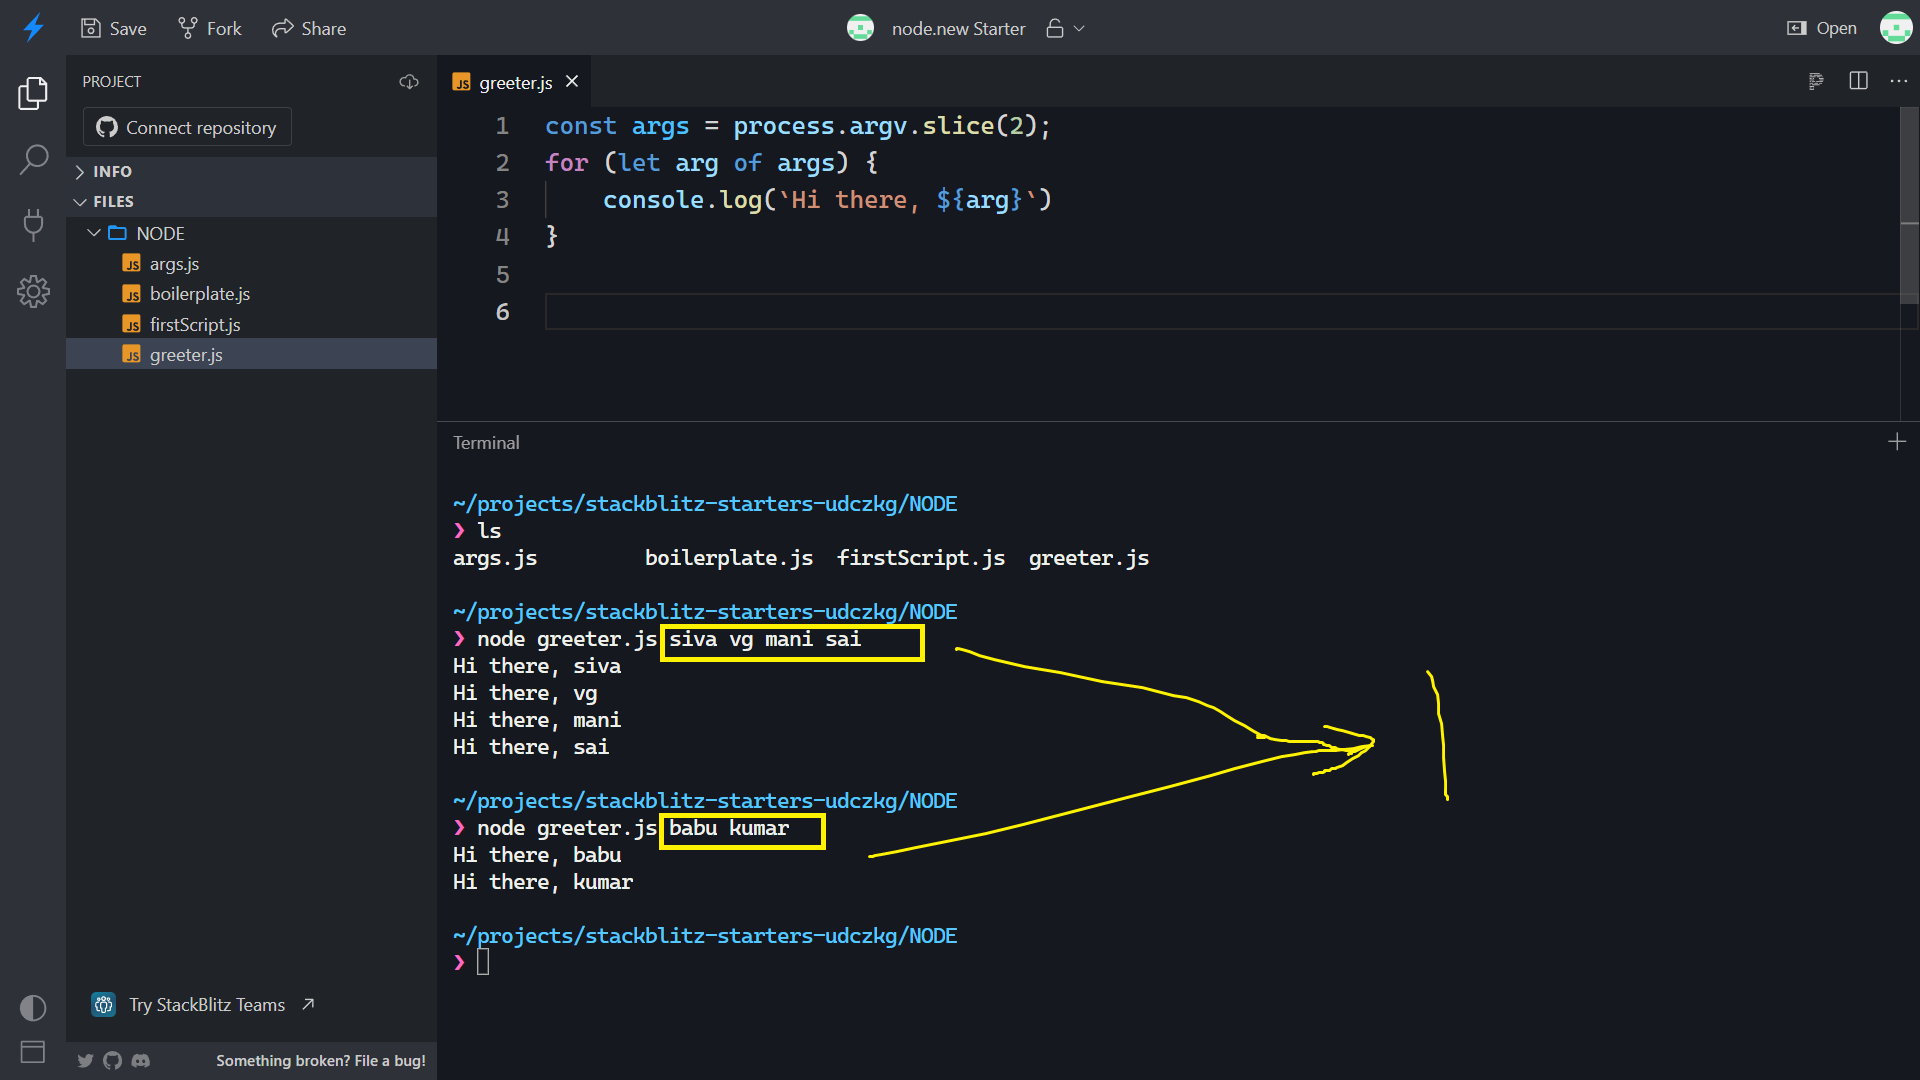 Save Fork Share node.new Starter Open
PROJECT
Connect repository
INFO
FILES
NODE
JS args.js
JS boilerplate.js
JS firstScript.js
JS greeter.js
Try StackBlitz Teams
Something broken? File a bug!
JS greeter.js
1 const args = process.argv.slice(2);
2 for (let arg of args) {
3 console.log(`Hi there, ${arg}`)
4 }
5
6
Terminal
~/projects/stackblitz-starters-udczkg/NODE
❯ ls
args.js boilerplate.js firstScript.js greeter.js
~/projects/stackblitz-starters-udczkg/NODE
❯ node greeter.js siva vg mani sai
Hi there, siva
Hi there, vg
Hi there, mani
Hi there, sai
~/projects/stackblitz-starters-udczkg/NODE
❯ node greeter.js babu kumar
Hi there, babu
Hi there, kumar
~/projects/stackblitz-starters-udczkg/NODE
❯